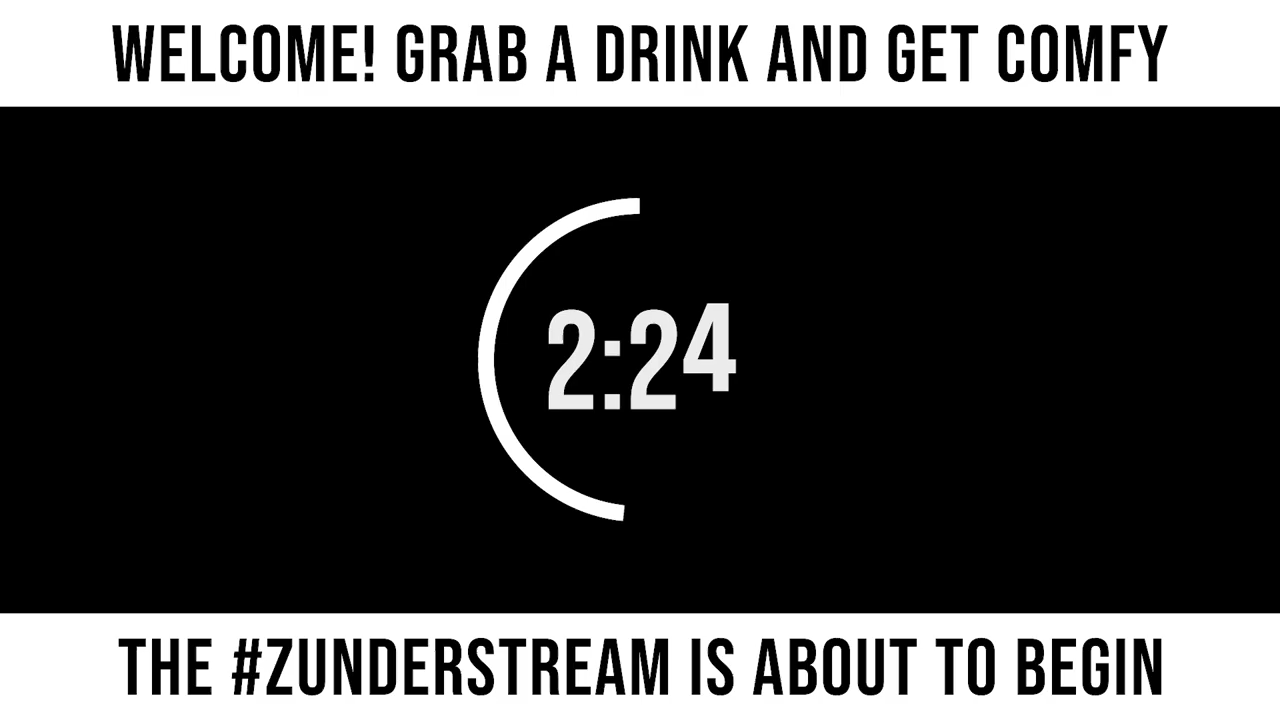 WELCOME! GRAB A DRINK AND GET COMFY
2:24
THE #ZUNDERSTREAM IS ABOUT TO BEGIN